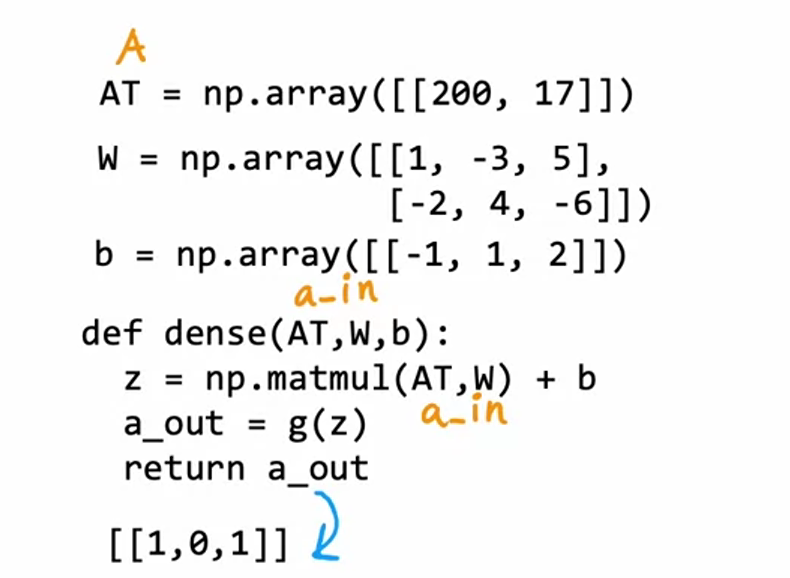 A
AT = np.array([[200, 17]])
W = np.array([[1, -3, 5],
[-2, 4, -6]])
b = np.array([[-1, 1, 2]])
a_in
def dense(AT,W,b):
z = np.matmul(AT,W) + b
a_in
a_out = g(z)
return a_out
[[1,0,1]]